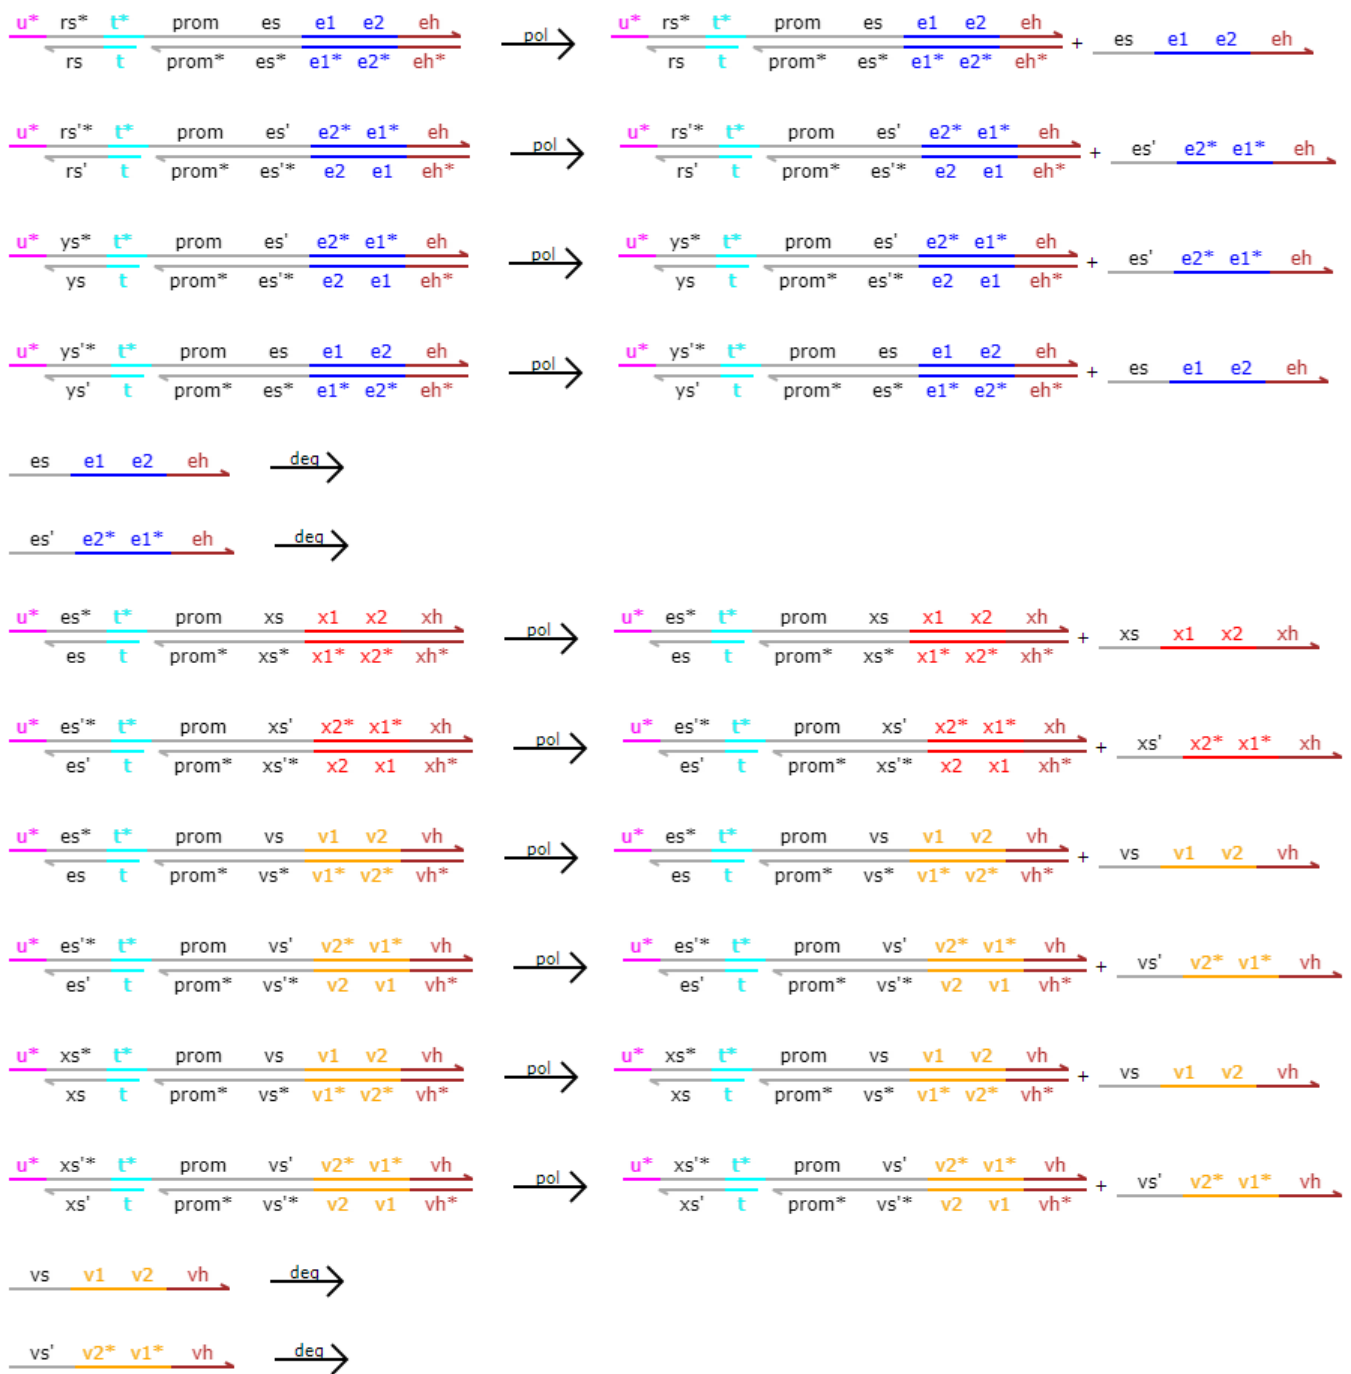 u* rs* t* prom es e1 e2 eh pol u* rs* t* prom es e1 e2 eh + es e1 e2 eh
rs t prom* es* e1* e2* eh* rs t prom* es* e1* e2* eh*
u* rs'* t* prom es' e2* e1* eh pol u* rs'* t* prom es' e2* e1* eh + es' e2* e1* eh
rs' t prom* es'* e2 e1 eh* rs' t prom* es'* e2 e1 eh*
u* ys* t* prom es' e2* e1* eh pol u* ys* t* prom es' e2* e1* eh + es' e2* e1* eh
ys t prom* es'* e2 e1 eh* ys t prom* es'* e2 e1 eh*
u* ys'* t* prom es e1 e2 eh pol u* ys'* t* prom es e1 e2 eh + es e1 e2 eh
ys' t prom* es* e1* e2* eh* ys' t prom* es* e1* e2* eh*
es e1 e2 eh deg
es' e2* e1* eh deg
u* es* t* prom xs x1 x2 xh pol u* es* t* prom xs x1 x2 xh + xs x1 x2 xh
es t prom* xs* x1* x2* xh* es t prom* xs* x1* x2* xh*
u* es'* t* prom xs' x2* x1* xh pol u* es'* t* prom xs' x2* x1* xh + xs' x2* x1* xh
es' t prom* xs'* x2 x1 xh* es' t prom* xs'* x2 x1 xh*
u* es* t* prom vs v1 v2 vh pol u* es* t* prom vs v1 v2 vh + vs v1 v2 vh
es t prom* vs* v1* v2* vh* es t prom* vs* v1* v2* vh*
u* es'* t* prom vs' v2* v1* vh pol u* es'* t* prom vs' v2* v1* vh + vs' v2* v1* vh
es' t prom* vs'* v2 v1 vh* es' t prom* vs'* v2 v1 vh*
u* xs* t* prom vs v1 v2 vh pol u* xs* t* prom vs v1 v2 vh + vs v1 v2 vh
xs t prom* vs* v1* v2* vh* xs t prom* vs* v1* v2* vh*
u* xs'* t* prom vs' v2* v1* vh pol u* xs'* t* prom vs' v2* v1* vh + vs' v2* v1* vh
xs' t prom* vs'* v2 v1 vh* xs' t prom* vs'* v2 v1 vh*
vs v1 v2 vh deg
vs' v2* v1* vh deg